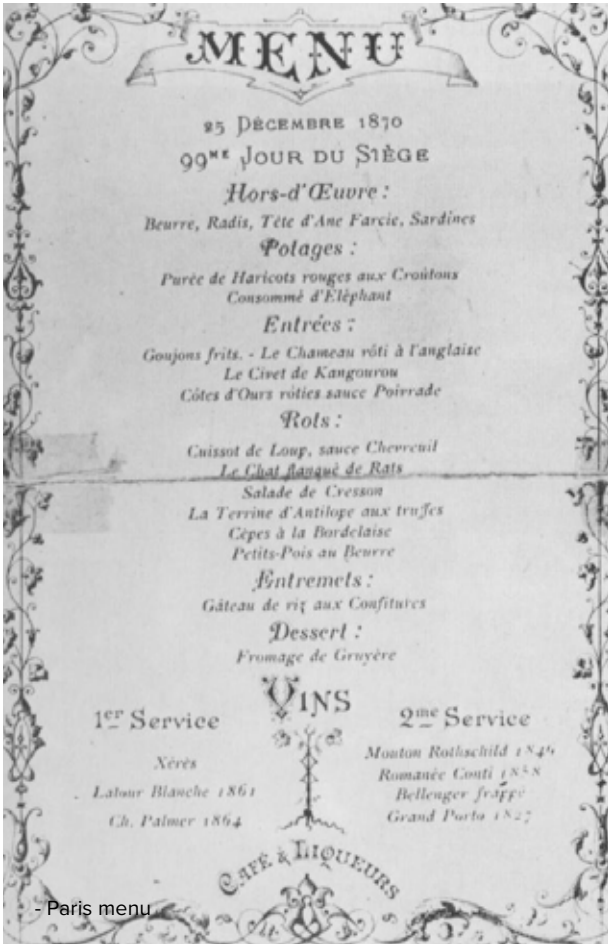 MENU
25 DÉCEMBRE 1870
99ME JOUR DU SIÈGE
Hors-d'Œuvre :
Beurre, Radis, Tête d'Ane Farcie, Sardines
Potages :
Purée de Haricots rouges aux Croûtons
Consommé d'Eléphant
Entrées :
Goujons frits. - Le Chameau rôti à l'anglaise
Le Civet de Kangourou
Côtes d'Ours rôties sauce Poivrade
Rots :
Cuissot de Loup, sauce Chevreuil
Le Chat flanqué de Rats
Salade de Cresson
La Terrine d'Antilope aux truffes
Cèpes à la Bordelaise
Petits-Pois au Beurre
Entremets :
Gâteau de riz aux Confitures
Dessert :
Fromage de Gruyère
VINS
1er Service
Xérès
Latour Blanche 1861
Ch. Palmer 1864
2me Service
Mouton Rothschild 1846
Romanée Conti 1858
Bellenger frappé
Grand Porto 1827
CAFÉ & LIQUEURS
- Paris menu